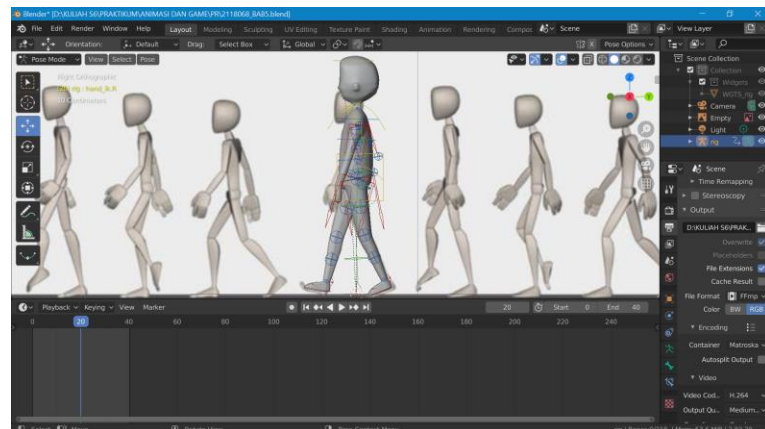 Blender* [D:\KULIAH S6\PRAKTIKUM\ANIMASI DAN GAME\PRI\2118068_BAB5.blend]
File Edit Render Window Help Layout Modeling Sculpting UV Editing Texture Paint Shading Animation Rendering Compos Scene View Layer
Orientation: Default Drag: Select Box Global Pose Options
Pose Mode View Select Pose
Right Orthographic
rig : hand_ik.R
Scene Collection
Collection
Widgets
WGTS_rig
Camera
Empty
Light
rig
Scene
Time Remapping
Stereoscopy
Output
D:\KULIAH S6\PRAK...
Overwrite
Placeholders
File Extensions
Cache Result
File Format FFmp
Color BW RGB
Encoding
Container Matroska
Autosplit Output
Video
Video Cod.. H.264
Output Qu.. Medium..
Playback Keying View Marker 20 Start 0 End 40
0 20 40 60 80 100 120 140 160 180 200 220 240